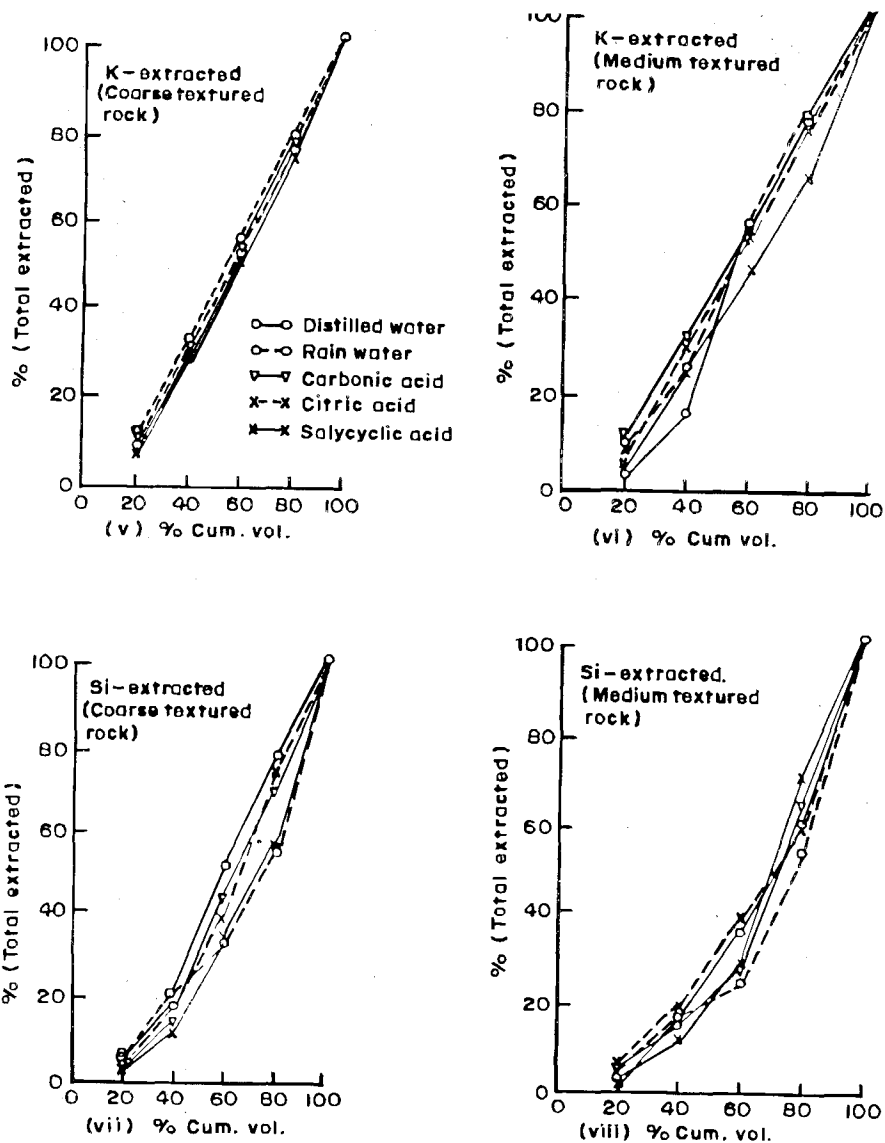 K-extracted
(Coarse textured
rock)
100
80
60
40
20
0
% (Total extracted)
Distilled water
Rain water
Carbonic acid
Citric acid
Salycyclic acid
0 20 40 60 80 100
(v) % Cum. vol.
K-extracted
(Medium textured
rock)
100
80
60
40
20
0
% (Total extracted)
0 20 40 60 80 100
(vi) % Cum vol.
Si-extracted
(Coarse textured
rock)
100
80
60
40
20
0
% (Total extracted)
0 20 40 60 80 100
(vii) % Cum. vol.
Si-extracted.
(Medium textured
rock)
100
80
60
40
20
0
% (Total extracted)
0 20 40 60 80 100
(viii) % Cum. vol.